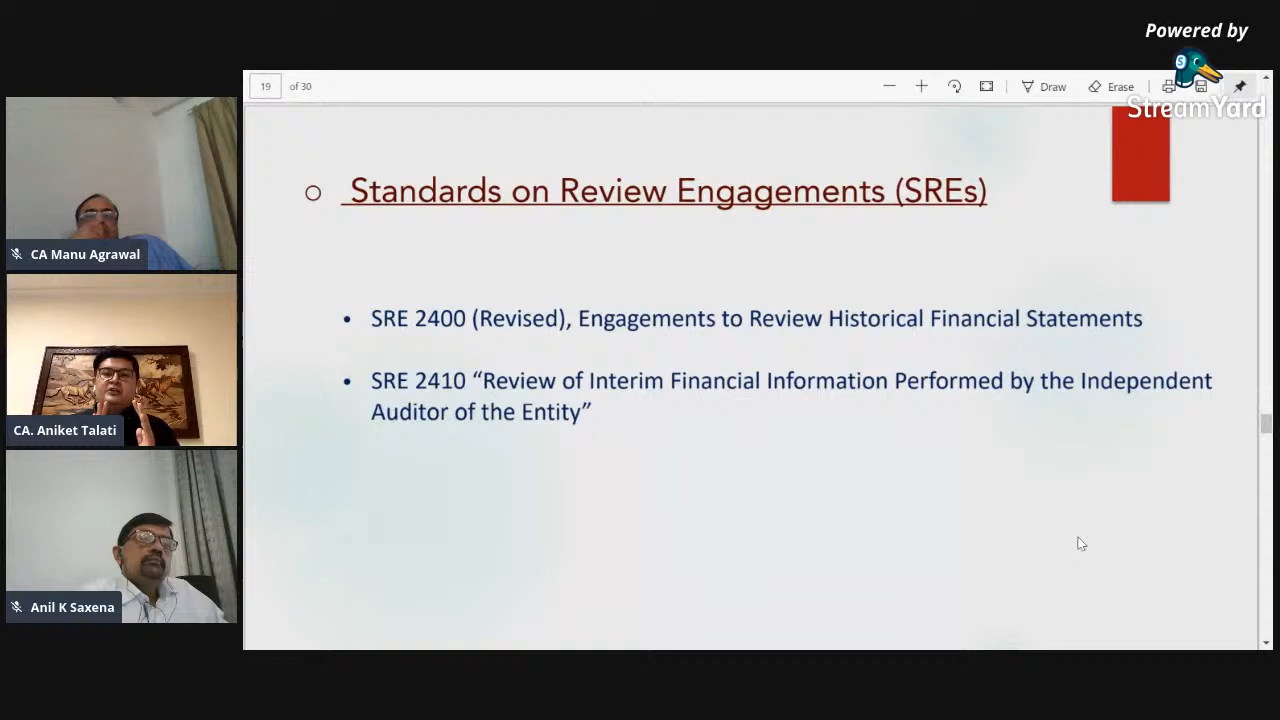 Powered by
StreamYard
19 of 30
Draw
Erase
Standards on Review Engagements (SREs)
CA Manu Agrawal
• SRE 2400 (Revised), Engagements to Review Historical Financial Statements
• SRE 2410 “Review of Interim Financial Information Performed by the Independent
Auditor of the Entity”
CA. Aniket Talati
Anil K Saxena